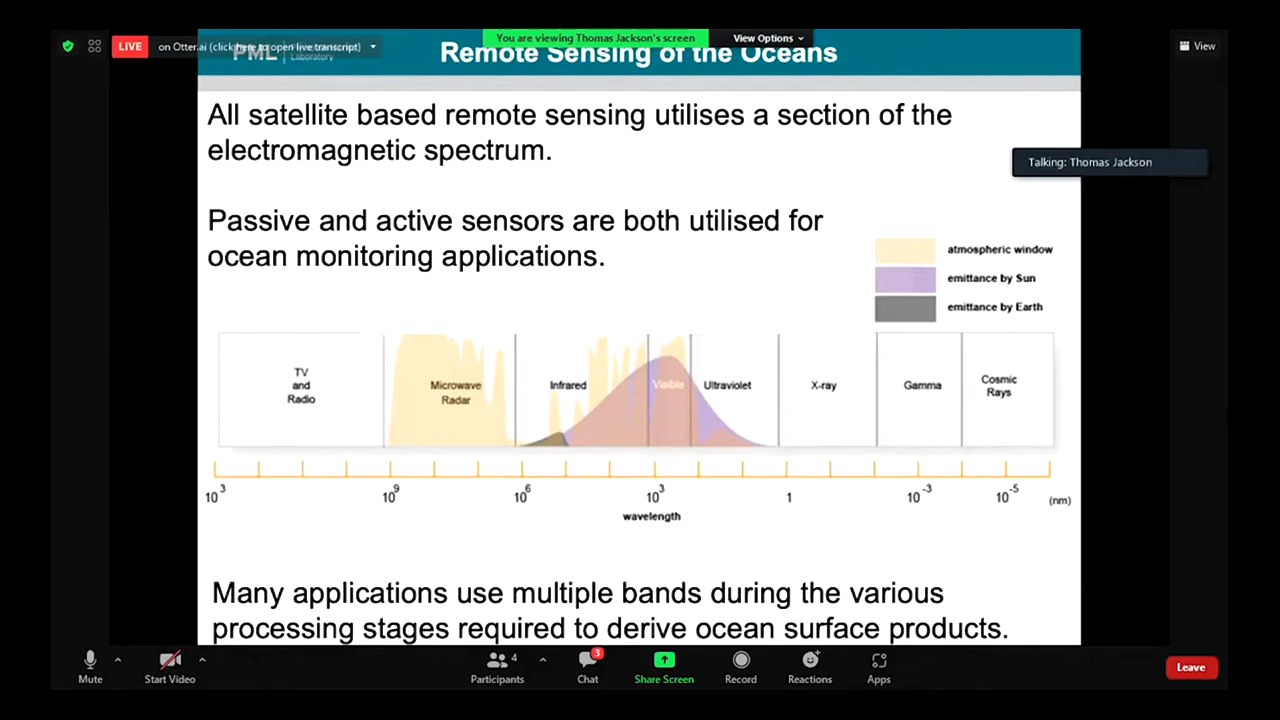 LIVE
on Otter.ai (click here to open live transcript)
You are viewing Thomas Jackson's screen
View Options
View
PML
Laboratory
Remote Sensing of the Oceans
All satellite based remote sensing utilises a section of the
electromagnetic spectrum.
Talking: Thomas Jackson
Passive and active sensors are both utilised for
ocean monitoring applications.
atmospheric window
emittance by Sun
emittance by Earth
TV
and
Radio
Microwave
Radar
Infrared
Visible
Ultraviolet
X-ray
Gamma
Cosmic
Rays
10 3
10 9
10 6
10 3
1
10 -3
10 -5
(nm)
wavelength
Many applications use multiple bands during the various
processing stages required to derive ocean surface products.
Mute
Start Video
4
Participants
3
Chat
Share Screen
Record
Reactions
Apps
Leave